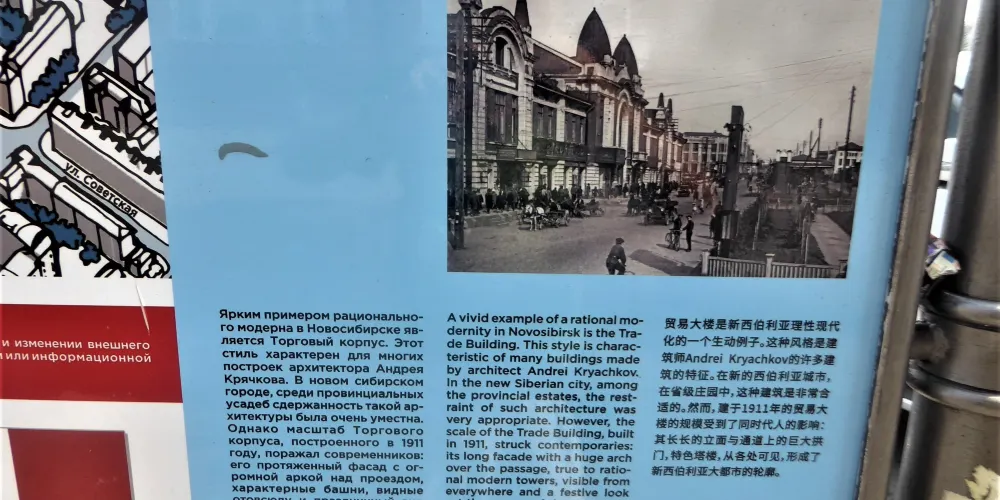 ул. Советская
и изменении внешнего
или информационной
Ярким примером рационально-
го модерна в Новосибирске яв-
ляется Торговый корпус. Этот
стиль характерен для многих
построек архитектора Андрея
Крячкова. В новом сибирском
городе, среди провинциальных
усадеб сдержанность такой ар-
хитектуры была очень уместна.
Однако масштаб Торгового
корпуса, построенного в 1911
году, поражал современников:
его протяженный фасад с ог-
ромной аркой над проездом,
характерные башни, видные
A vivid example of a rational mo-
dernity in Novosibirsk is the Tra-
de Building. This style is charac-
teristic of many buildings made
by architect Andrei Kryachkov.
In the new Siberian city, among
the provincial estates, the rest-
raint of such architecture was
very appropriate. However, the
scale of the Trade Building, built
in 1911, struck contemporaries:
its long facade with a huge arch
over the passage, true to ratio-
nal modern towers, visible from
everywhere and a festive look
贸易大楼是新西伯利亚理性现代
化的一个生动例子。这种风格是建
筑师Andrei Kryachkov的许多建
筑的特征。在新的西伯利亚城市，
在省级庄园中，这种建筑是非常合
适的。然而，建于1911年的贸易大
楼的规模受到了同时代人的影响：
其长长的立面与通道上的巨大拱
门，特色塔楼，从各处可见，形成了
新西伯利亚大都市的轮廓。